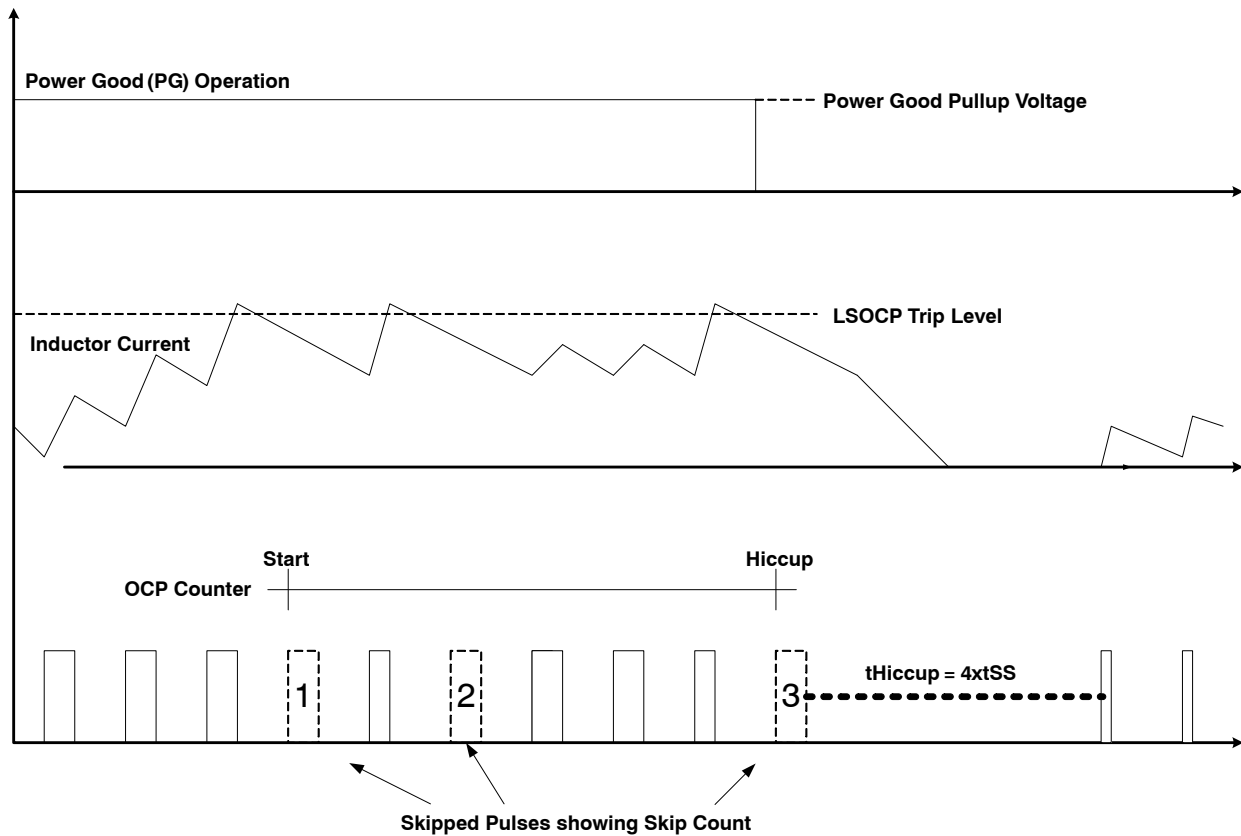 Power Good (PG) Operation
Power Good Pullup Voltage
LSOCP Trip Level
Inductor Current
Start
Hiccup
OCP Counter
tHiccup = 4xtSS
1
2
3
Skipped Pulses showing Skip Count